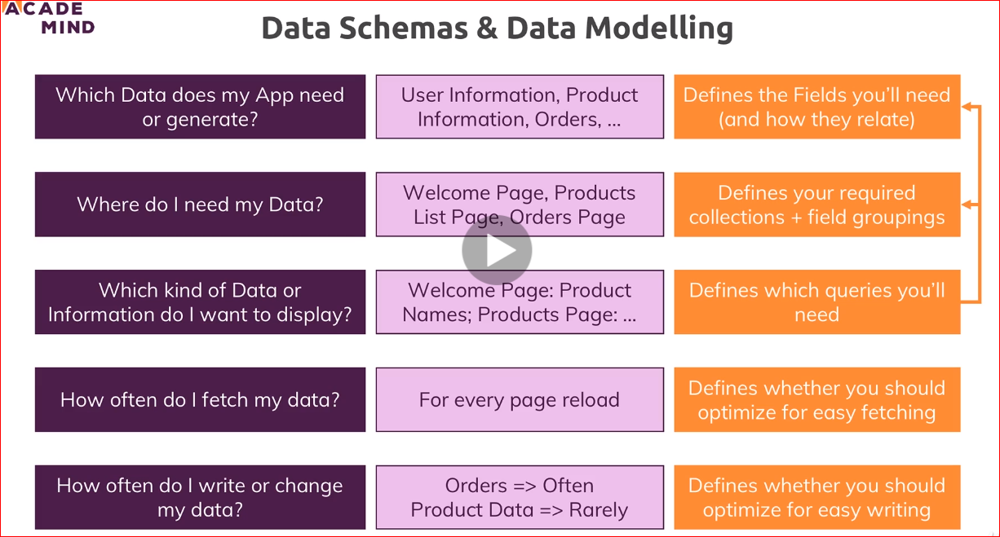 ACADE
MIND
Data Schemas & Data Modelling
Which Data does my App need
or generate?
User Information, Product
Information, Orders, ...
Defines the Fields you'll need
(and how they relate)
Where do I need my Data?
Welcome Page, Products
List Page, Orders Page
Defines your required
collections + field groupings
Which kind of Data or
Information do I want to display?
Welcome Page: Product
Names; Products Page: ...
Defines which queries you'll
need
How often do I fetch my data?
For every page reload
Defines whether you should
optimize for easy fetching
How often do I write or change
my data?
Orders => Often
Product Data => Rarely
Defines whether you should
optimize for easy writing